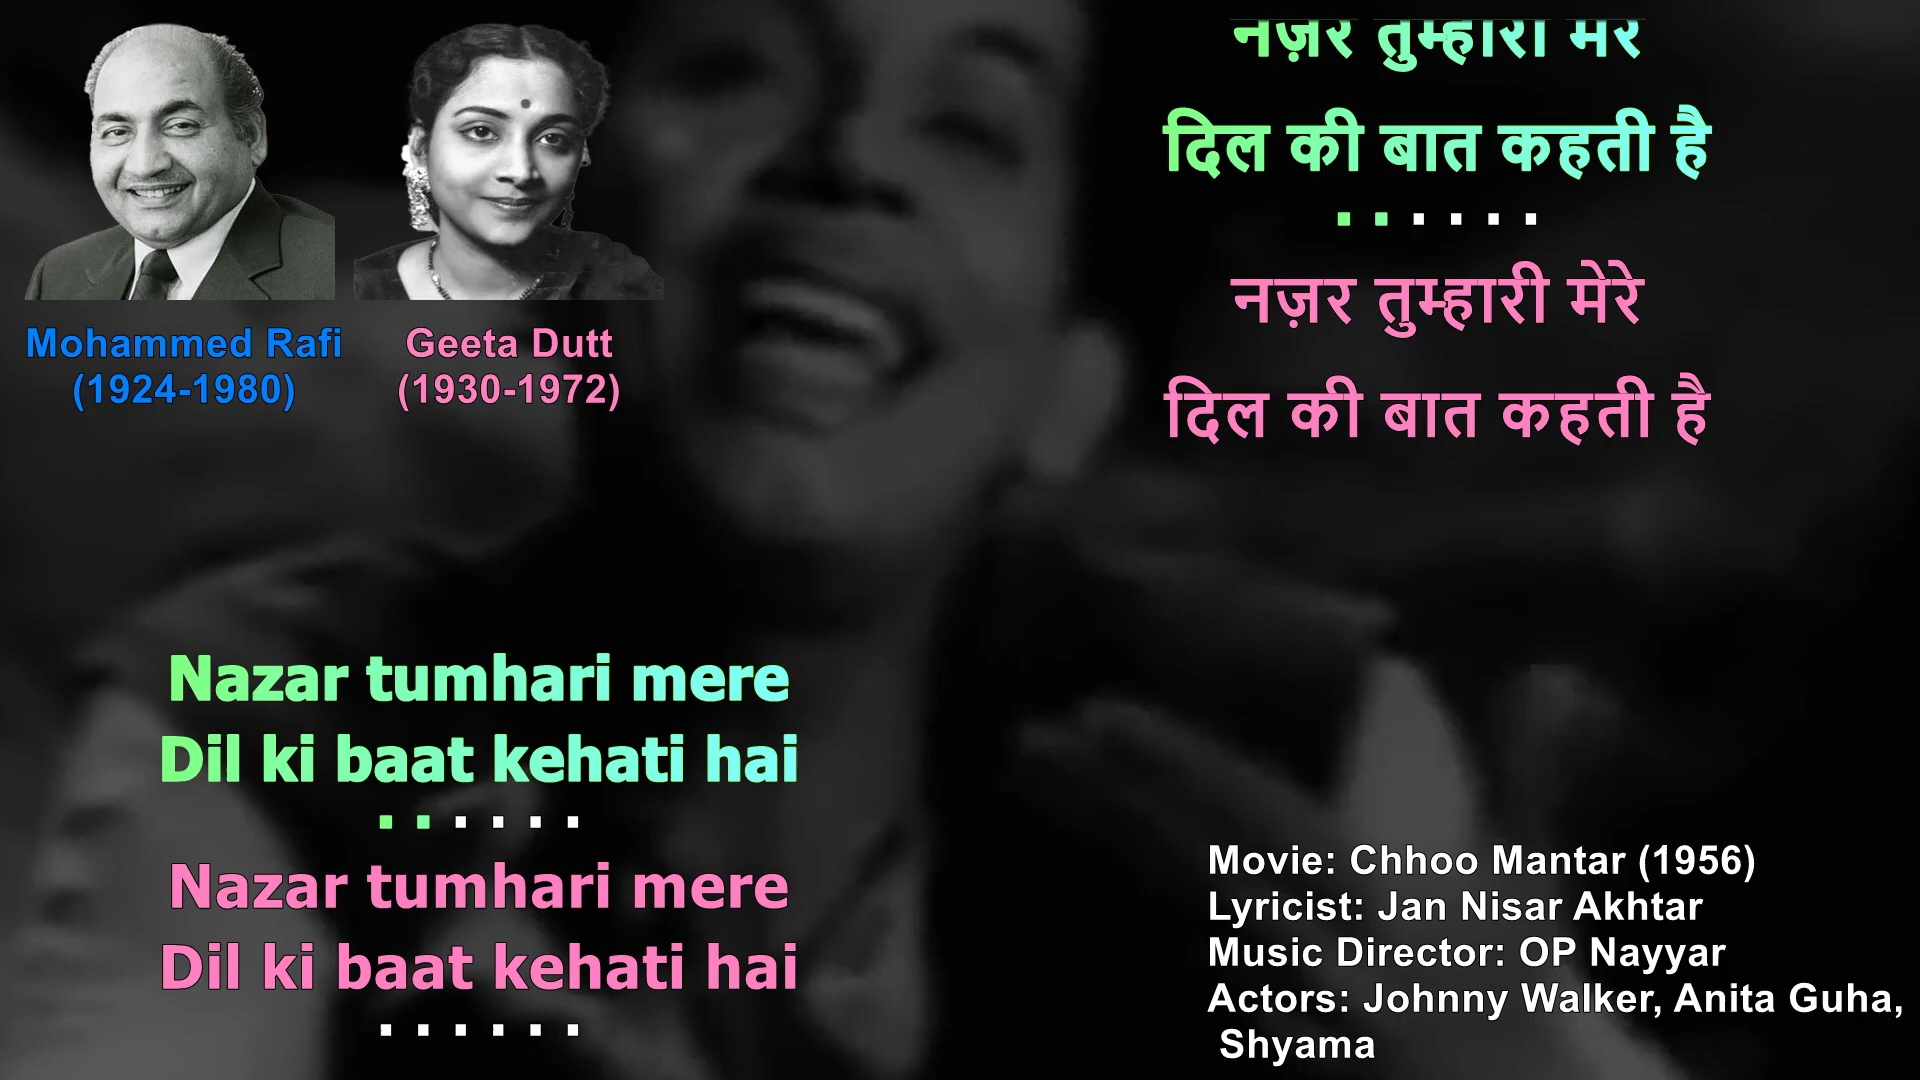 Mohammed Rafi
(1924-1980)
Geeta Dutt
(1930-1972)
नज़र तुम्हारी मेरे
दिल की बात कहती है
नज़र तुम्हारी मेरे
दिल की बात कहती है
Nazar tumhari mere
Dil ki baat kehati hai
Nazar tumhari mere
Dil ki baat kehati hai
Movie: Chhoo Mantar (1956)
Lyricist: Jan Nisar Akhtar
Music Director: OP Nayyar
Actors: Johnny Walker, Anita Guha,
Shyama